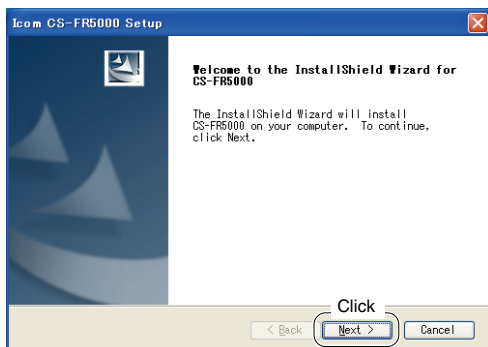 Icom CS-FR5000 Setup
Welcome to the InstallShield Wizard for
CS-FR5000
The InstallShield Wizard will install
CS-FR5000 on your computer. To continue,
click Next.
Click
< Back
Next >
Cancel